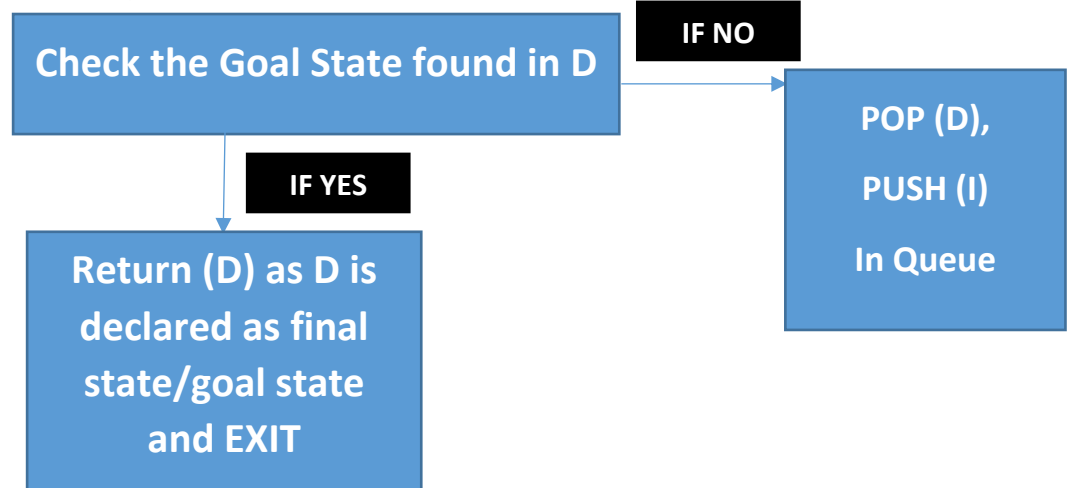 Check the Goal State found in D
IF NO
POP (D),
PUSH (I)
In Queue
IF YES
Return (D) as D is
declared as final
state/goal state
and EXIT